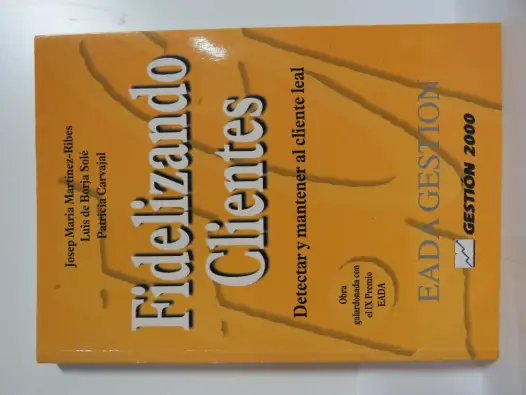 Josep Maria Martínez-Ribes
Luis de Borja Solé
Patricia Carvajal
Fidelizando
Clientes
Detectar y mantener al cliente leal
Obra
galardonada con
el IX Premio
EADA
EADA GESTION
GESTIÓN 2000